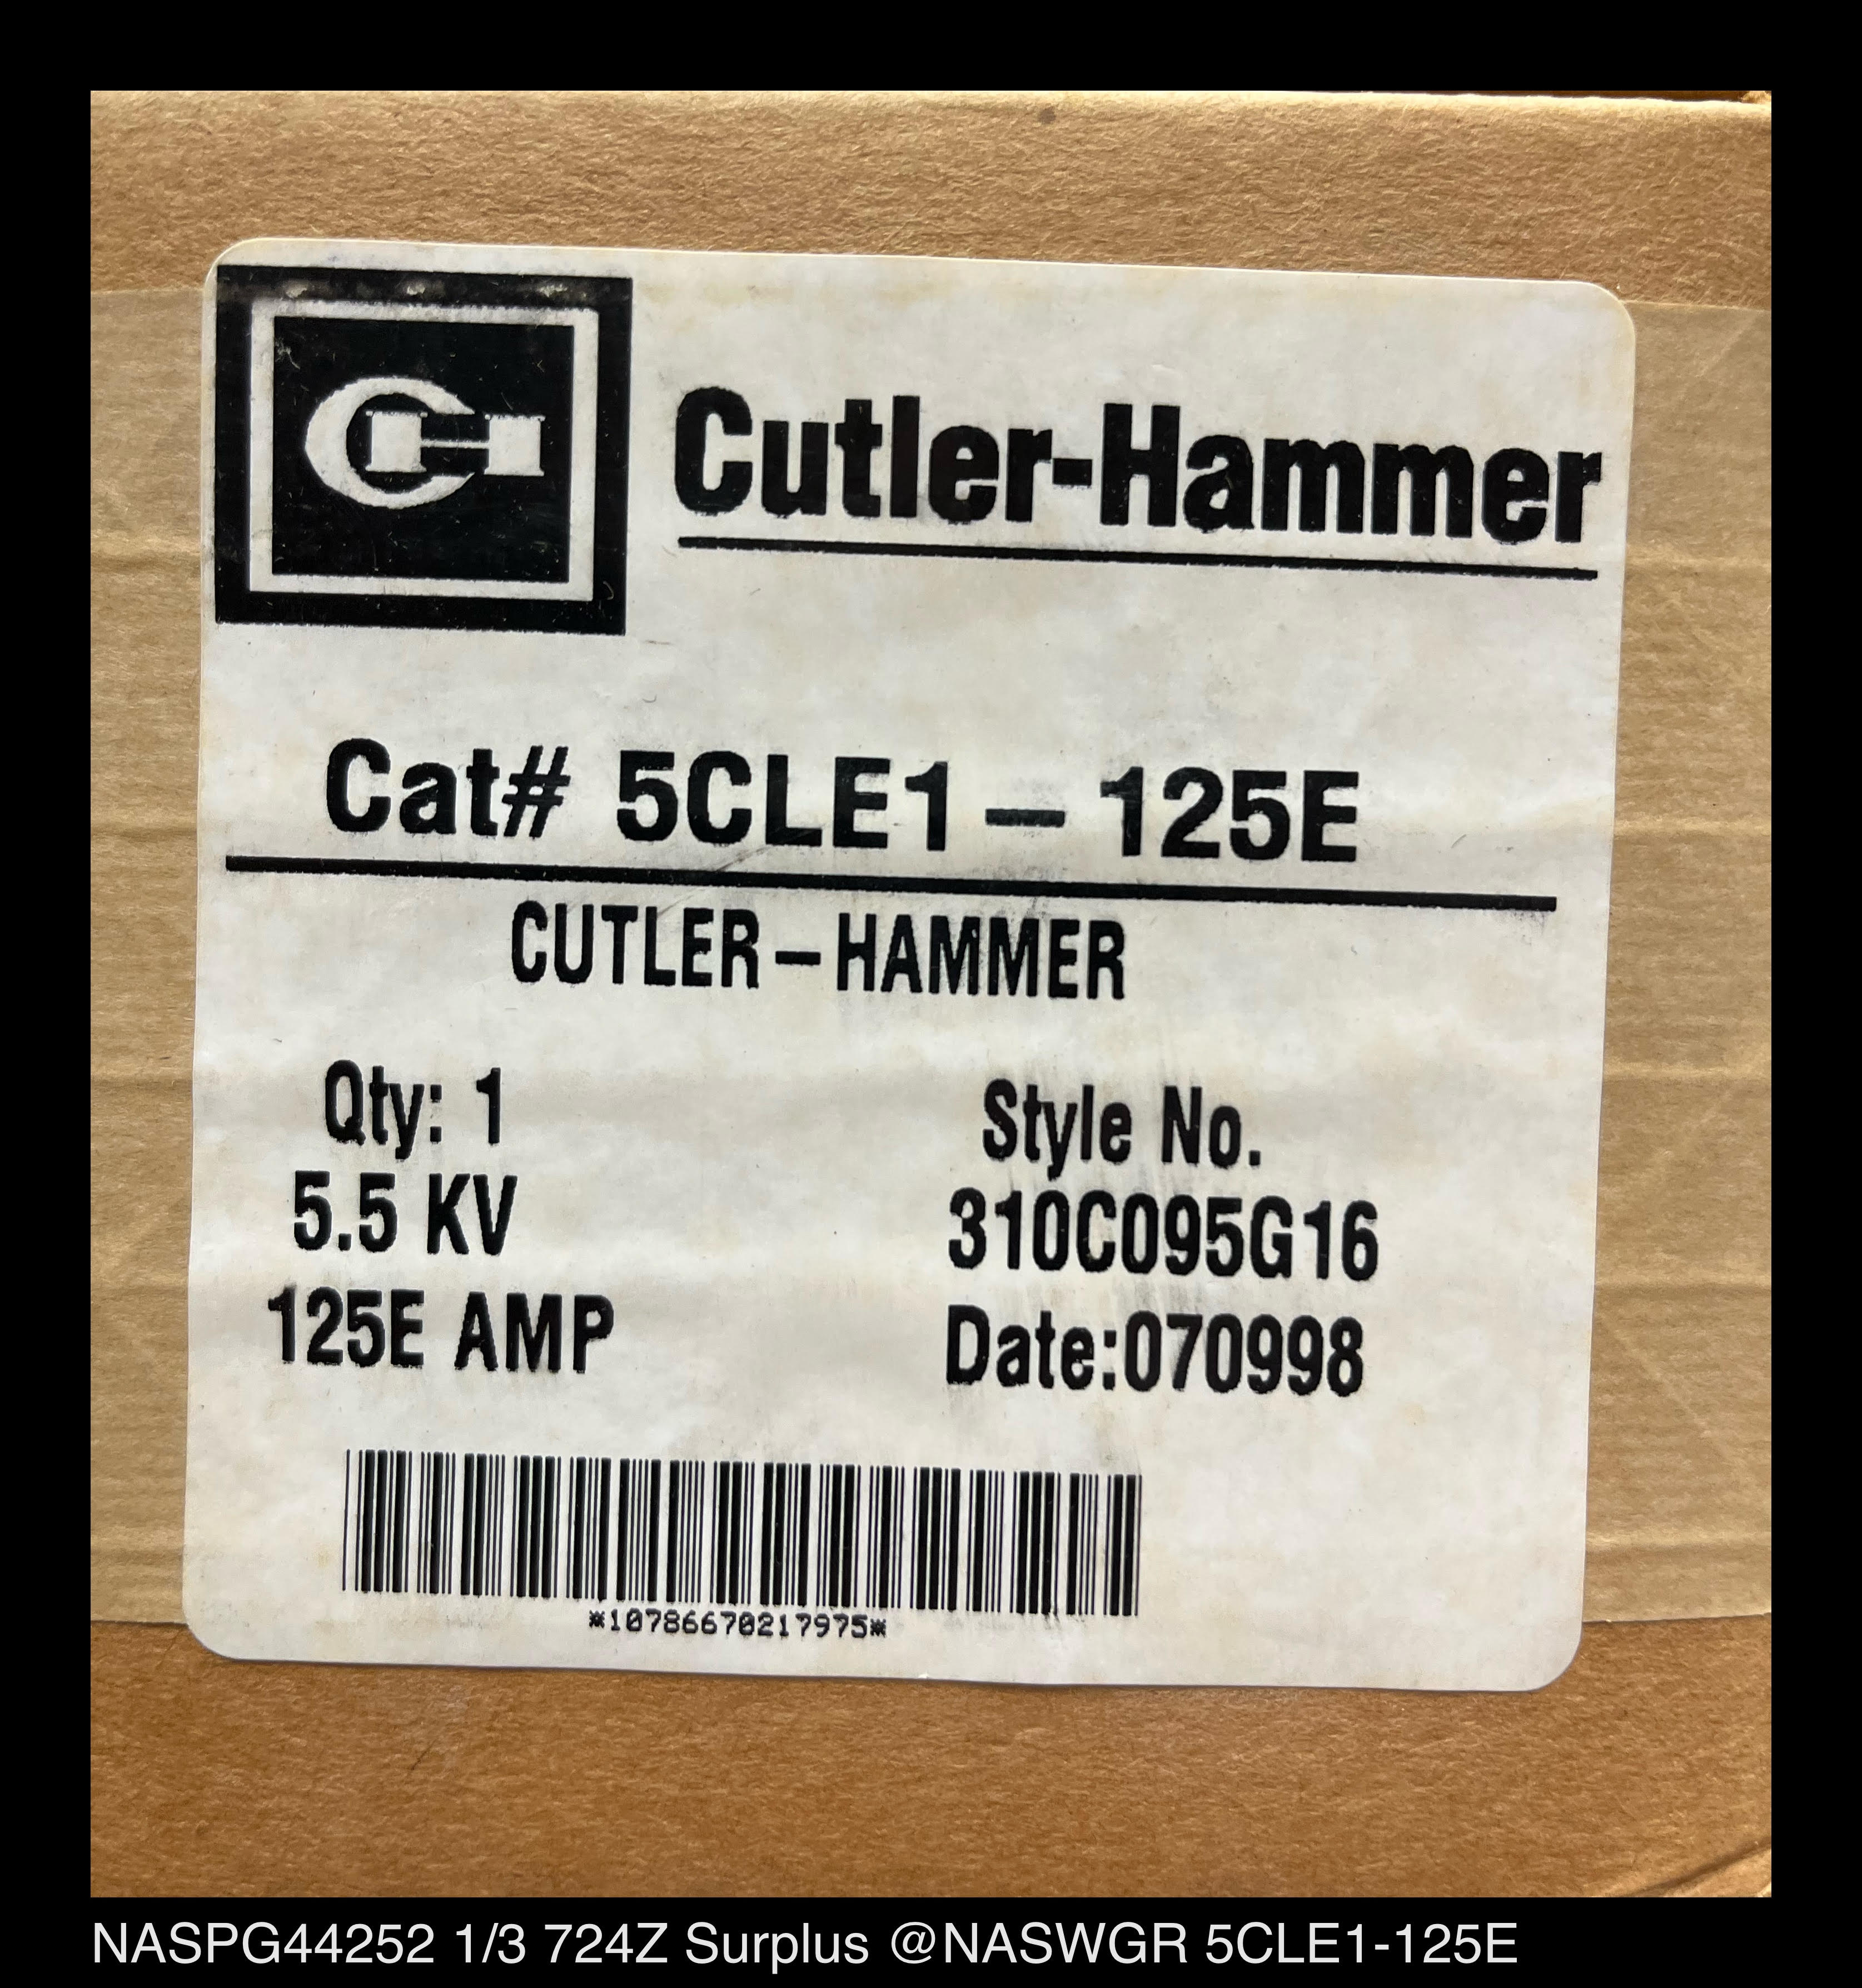 CH
Cutler-Hammer
Cat# 5CLE1-125E
CUTLER-HAMMER
Qty: 1
5.5 KV
125E AMP
Style No.
310C095G16
Date:070998
*10786670217975*
NASPG44252 1/3 724Z Surplus @NASWGR 5CLE1-125E